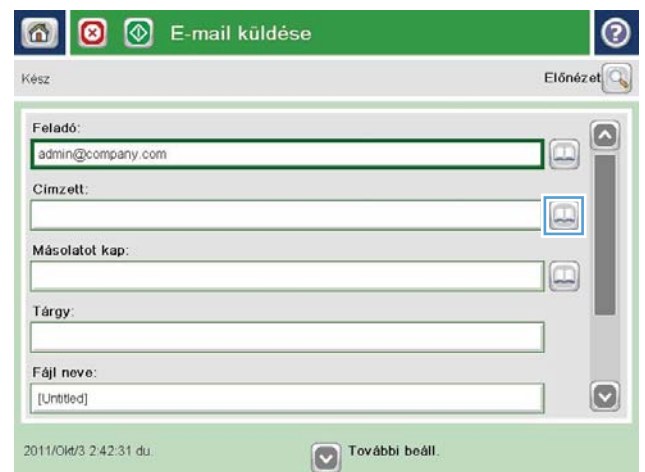 E-mail küldése
Kész
Előnézet
Feladó:
admin@company.com
Címzett:
Másolatot kap:
Tárgy:
Fájl neve:
[Untitled]
2011/Okt/3 2:42:31 du.
További beáll.